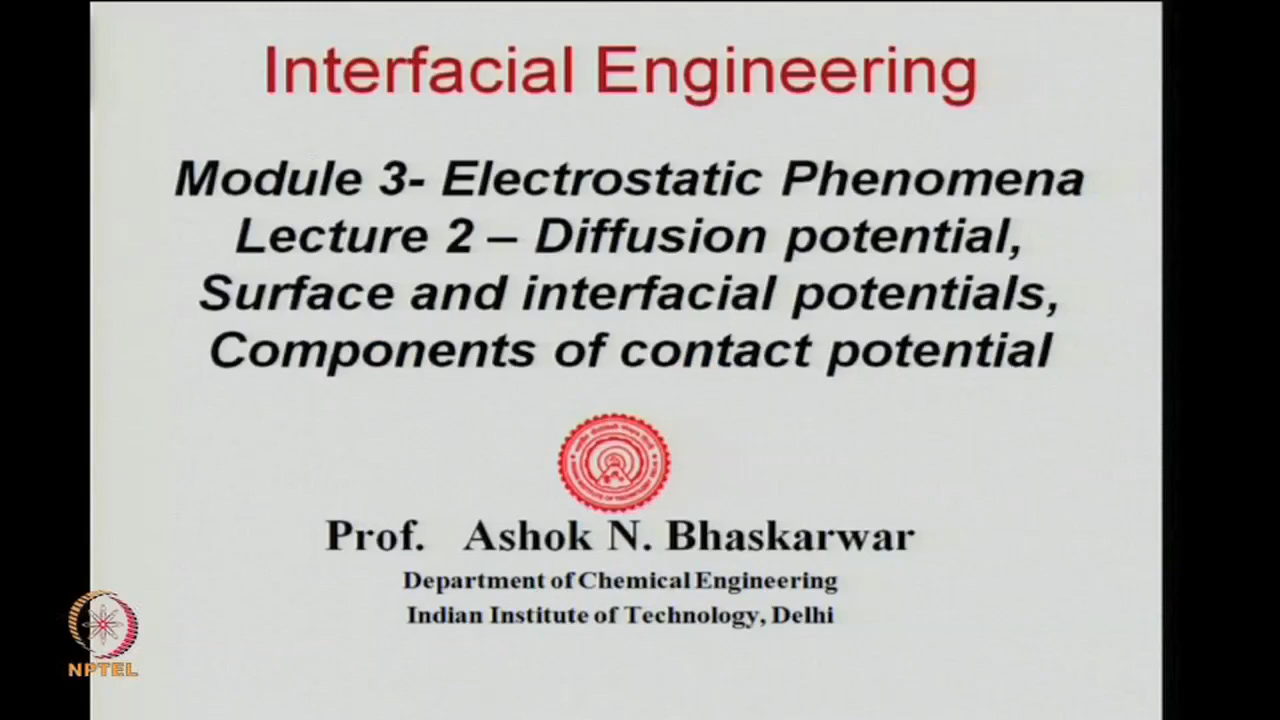 Interfacial Engineering
Module 3- Electrostatic Phenomena
Lecture 2 – Diffusion potential,
Surface and interfacial potentials,
Components of contact potential
Prof. Ashok N. Bhaskarwar
Department of Chemical Engineering
Indian Institute of Technology, Delhi
NPTEL